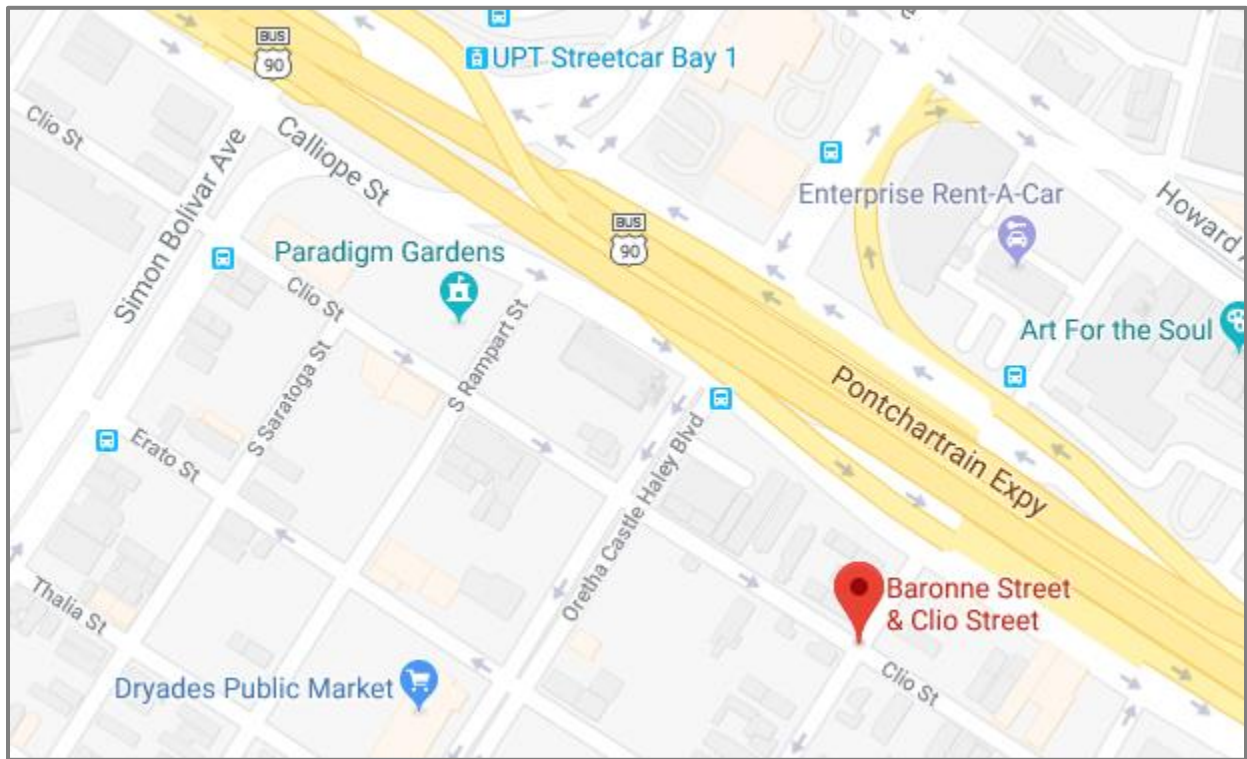 BUS
90
UPT Streetcar Bay 1
Clio St
Simon Bolivar Ave
Calliope St
Enterprise Rent-A-Car
Howard
BUS
90
Paradigm Gardens
Clio St
S Rampart St
Art For the Soul
S Saratoga St
Pontchartrain Expy
Erato St
Oretha Castle Haley Blvd
Thalia St
Baronne Street
& Clio Street
Clio St
Dryades Public Market